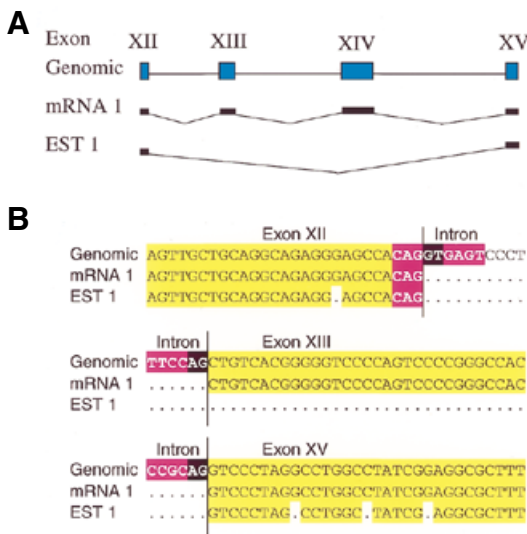 A
Exon XII XIII XIV XV
Genomic
mRNA 1
EST 1
B
Exon XII Intron
Genomic AGTTGCTGCAGGCAGAGGGAGCCACAGGTGAGTCCCT
mRNA 1 AGTTGCTGCAGGCAGAGGGAGCCACAG..........
EST 1 AGTTGCTGCAGGCAGAGG.AGCCACAG..........
Intron Exon XIII
Genomic TTCCAGCTGTCACGGGGGTCCCCAGTCCCCGGGCCAC
mRNA 1 ......CTGTCACGGGGGTCCCCAGTCCCCGGGCCAC
EST 1 .....................................
Intron Exon XV
Genomic CCGCAGGTCCCTAGGCCTGGCCTATCGGAGGCGCTTT
mRNA 1 ......GTCCCTAGGCCTGGCCTATCGGAGGCGCTTT
EST 1 ......GTCCCTAG.CCTGGC.TATCG.AGGCGCTTT